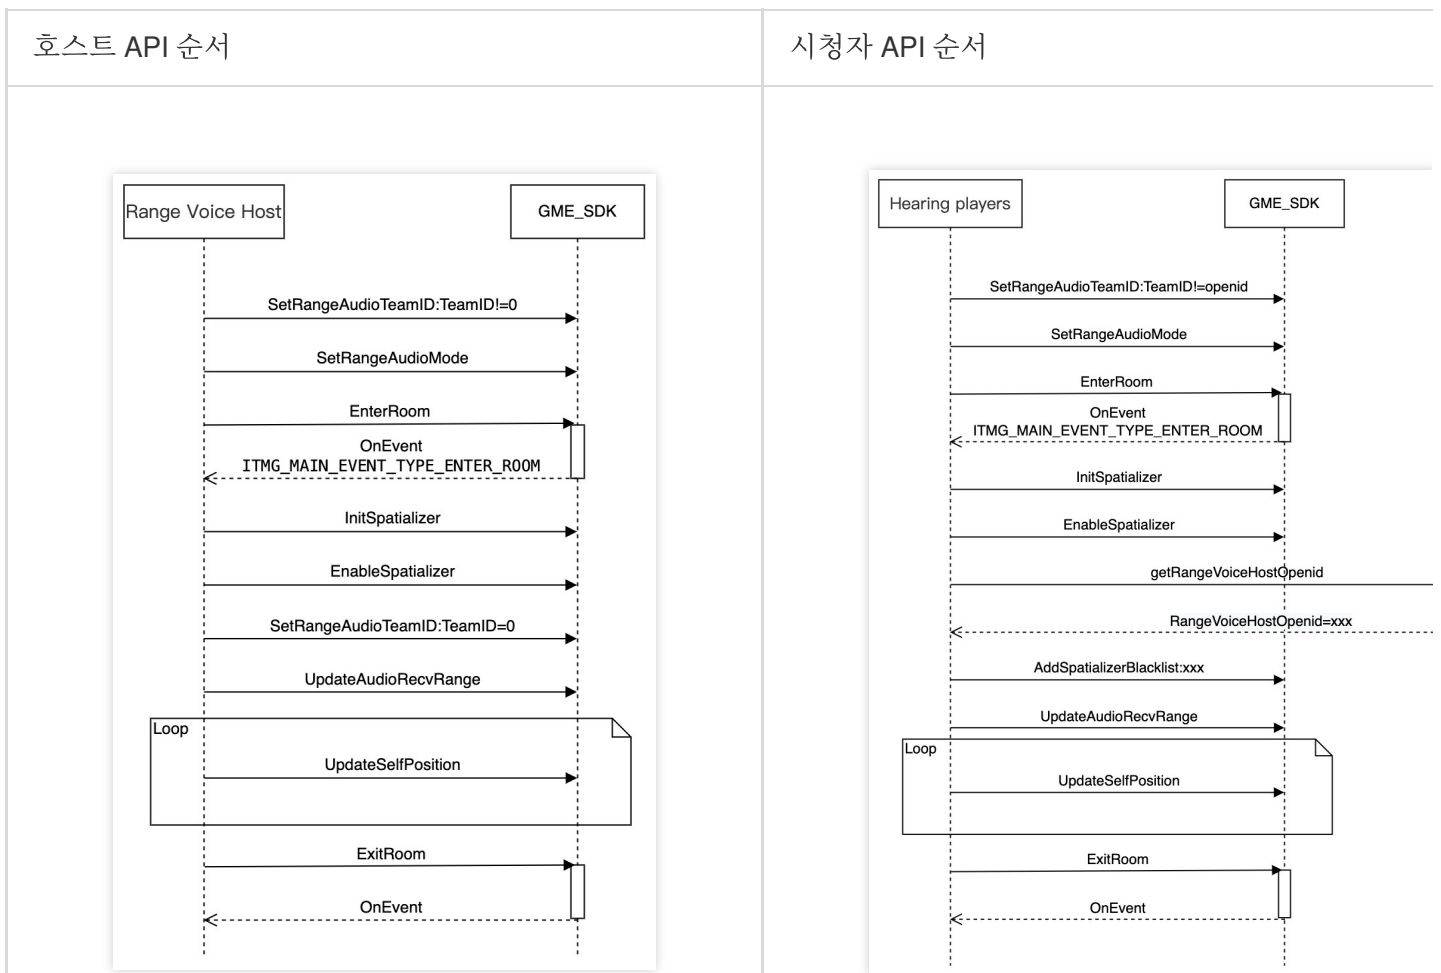 호스트 API 순서
시청자 API 순서
Range Voice Host
GME_SDK
SetRangeAudioTeamID:TeamID!=0
SetRangeAudioMode
EnterRoom
OnEvent
ITMG_MAIN_EVENT_TYPE_ENTER_ROOM
InitSpatializer
EnableSpatializer
SetRangeAudioTeamID:TeamID=0
UpdateAudioRecvRange
Loop
UpdateSelfPosition
ExitRoom
OnEvent
Hearing players
GME_SDK
SetRangeAudioTeamID:TeamID!=openid
SetRangeAudioMode
EnterRoom
OnEvent
ITMG_MAIN_EVENT_TYPE_ENTER_ROOM
InitSpatializer
EnableSpatializer
getRangeVoiceHostOpenid
RangeVoiceHostOpenid=xxx
AddSpatializerBlacklist:xxx
UpdateAudioRecvRange
Loop
UpdateSelfPosition
ExitRoom
OnEvent